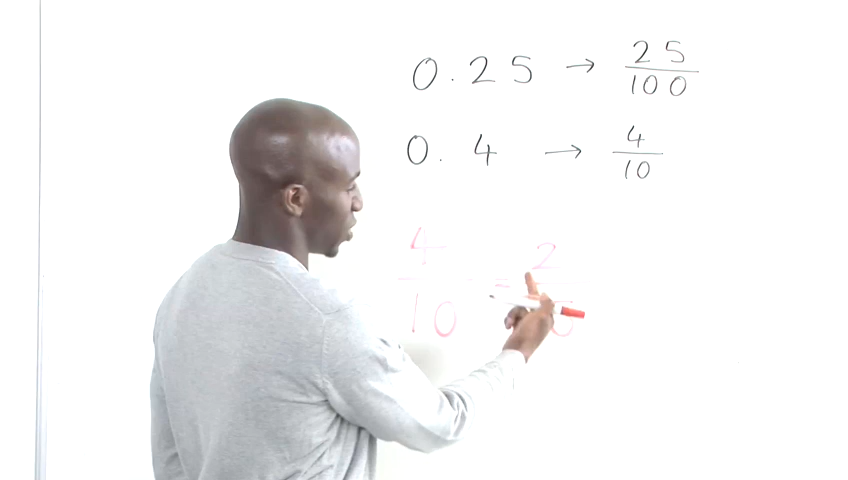 0.25 → 25/100
0.4 → 4/10
4/10 = 2